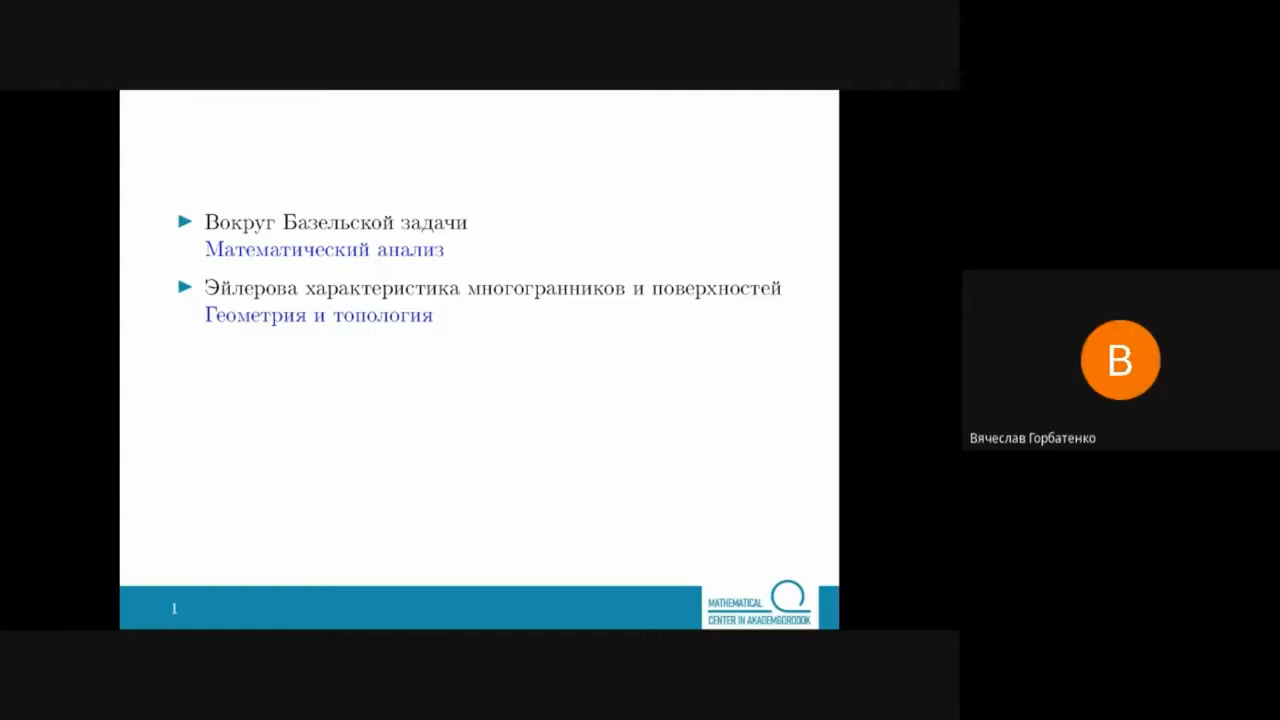 Вокруг Базельской задачи
Математический анализ
Эйлерова характеристика многогранников и поверхностей
Геометрия и топология
1
MATHEMATICAL
CENTER IN AKADEMGORODOK
В
Вячеслав Горбатенко